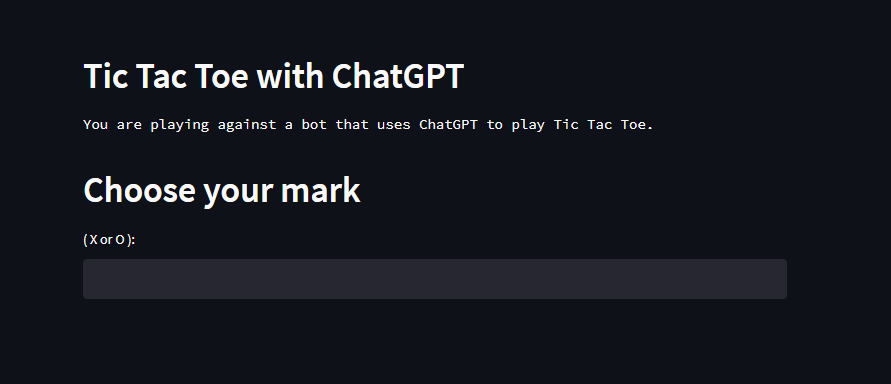 Tic Tac Toe with ChatGPT
You are playing against a bot that uses ChatGPT to play Tic Tac Toe.
Choose your mark
( X or O ):